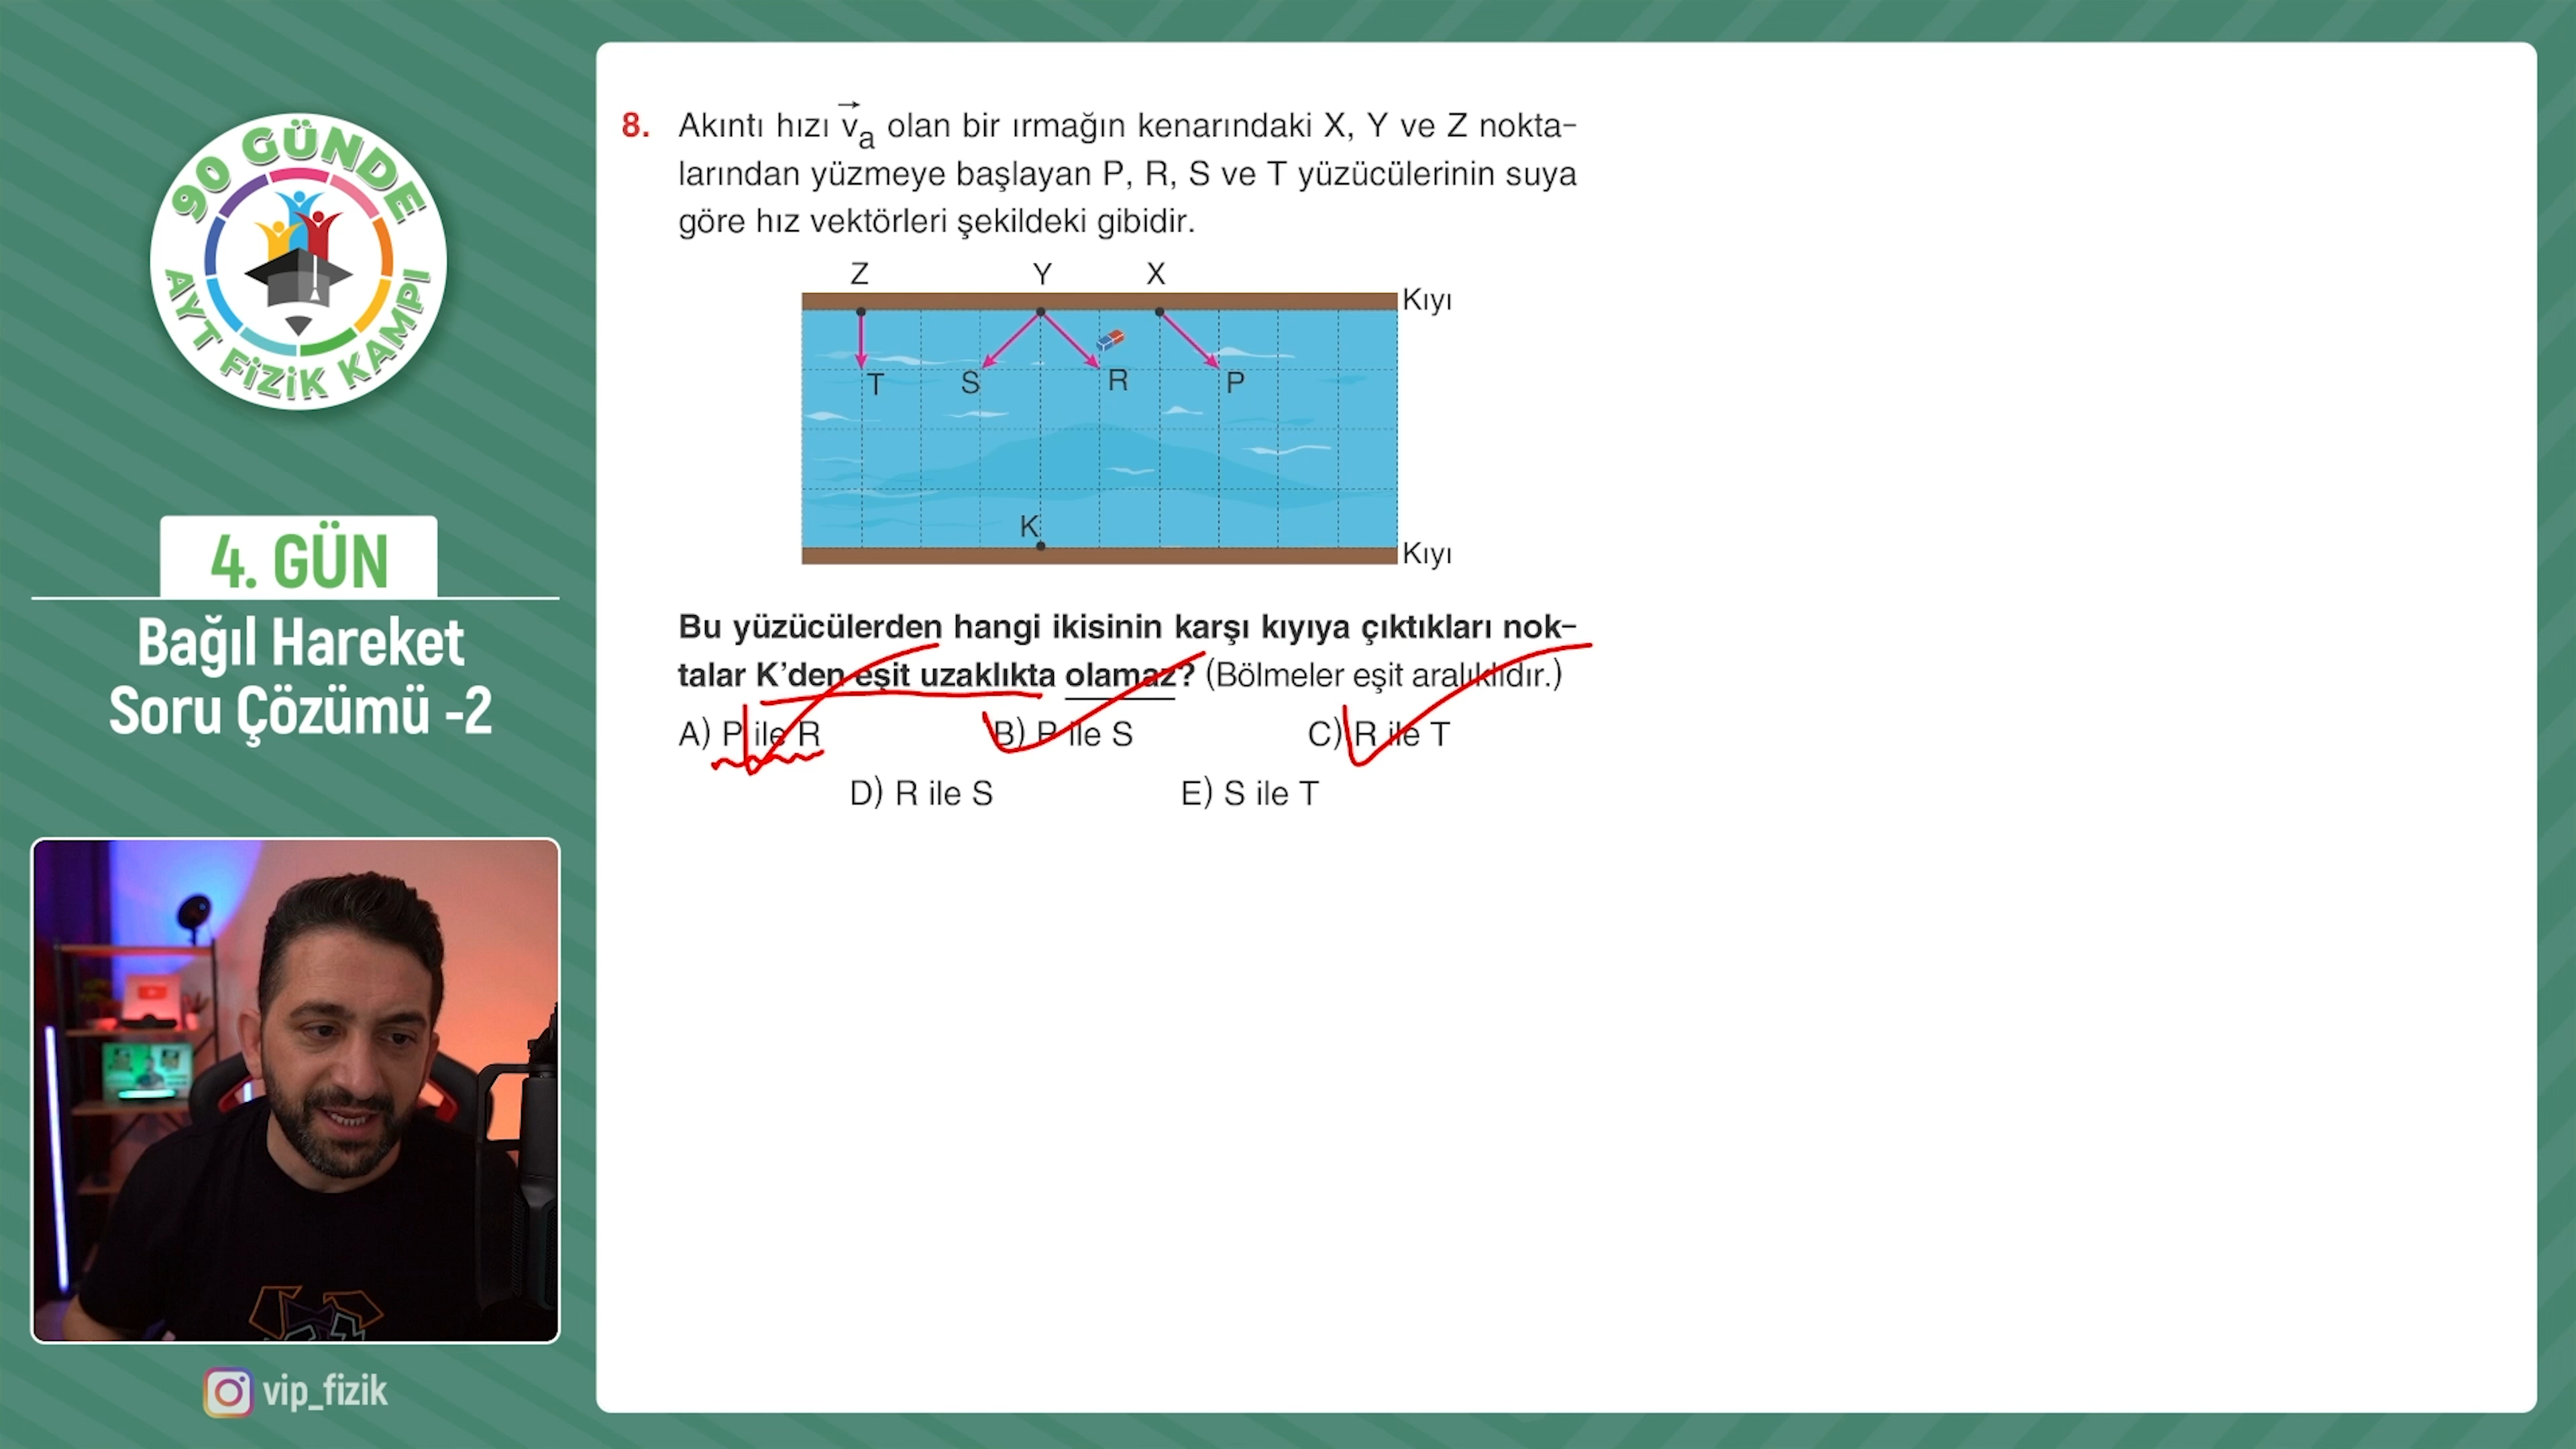 90 GÜNDE
AYT FİZİK KAMPI
4. GÜN
Bağıl Hareket
Soru Çözümü -2
vip_fizik
8. Akıntı hızı v⃗a olan bir ırmağın kenarındaki X, Y ve Z nokta-
larından yüzmeye başlayan P, R, S ve T yüzücülerinin suya
göre hız vektörleri şekildeki gibidir.
Z Y X
Kıyı
T S R P
K
Kıyı
Bu yüzücülerden hangi ikisinin karşı kıyıya çıktıkları nok-
talar K'den eşit uzaklıkta olamaz? (Bölmeler eşit aralıklıdır.)
A) P ile R B) P ile S C) R ile T
D) R ile S E) S ile T